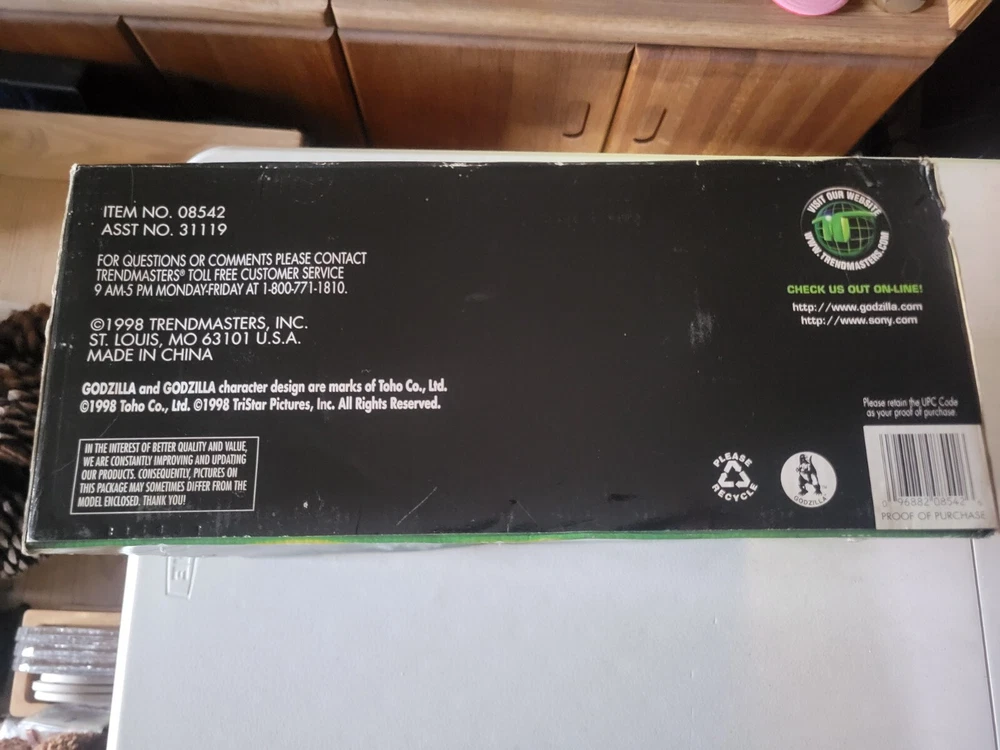 ITEM NO. 08542
ASST NO. 31119
FOR QUESTIONS OR COMMENTS PLEASE CONTACT
TRENDMASTERS® TOLL FREE CUSTOMER SERVICE
9 AM-5 PM MONDAY-FRIDAY AT 1-800-771-1810.
©1998 TRENDMASTERS, INC.
ST. LOUIS, MO 63101 U.S.A.
MADE IN CHINA
GODZILLA and GODZILLA character design are marks of Toho Co., Ltd.
©1998 Toho Co., Ltd. ©1998 TriStar Pictures, Inc. All Rights Reserved.
IN THE INTEREST OF BETTER QUALITY AND VALUE,
WE ARE CONSTANTLY IMPROVING AND UPDATING
OUR PRODUCTS. CONSEQUENTLY, PICTURES ON
THIS PACKAGE MAY SOMETIMES DIFFER FROM THE
MODEL ENCLOSED. THANK YOU!
VISIT OUR WEBSITE
WWW.TRENDMASTERS.COM
CHECK US OUT ON-LINE!
http://www.godzilla.com
http://www.sony.com
PLEASE
RECYCLE
GODZILLA
TM
Please retain the UPC Code
as your proof of purchase.
0 96882 08542
PROOF OF PURCHASE